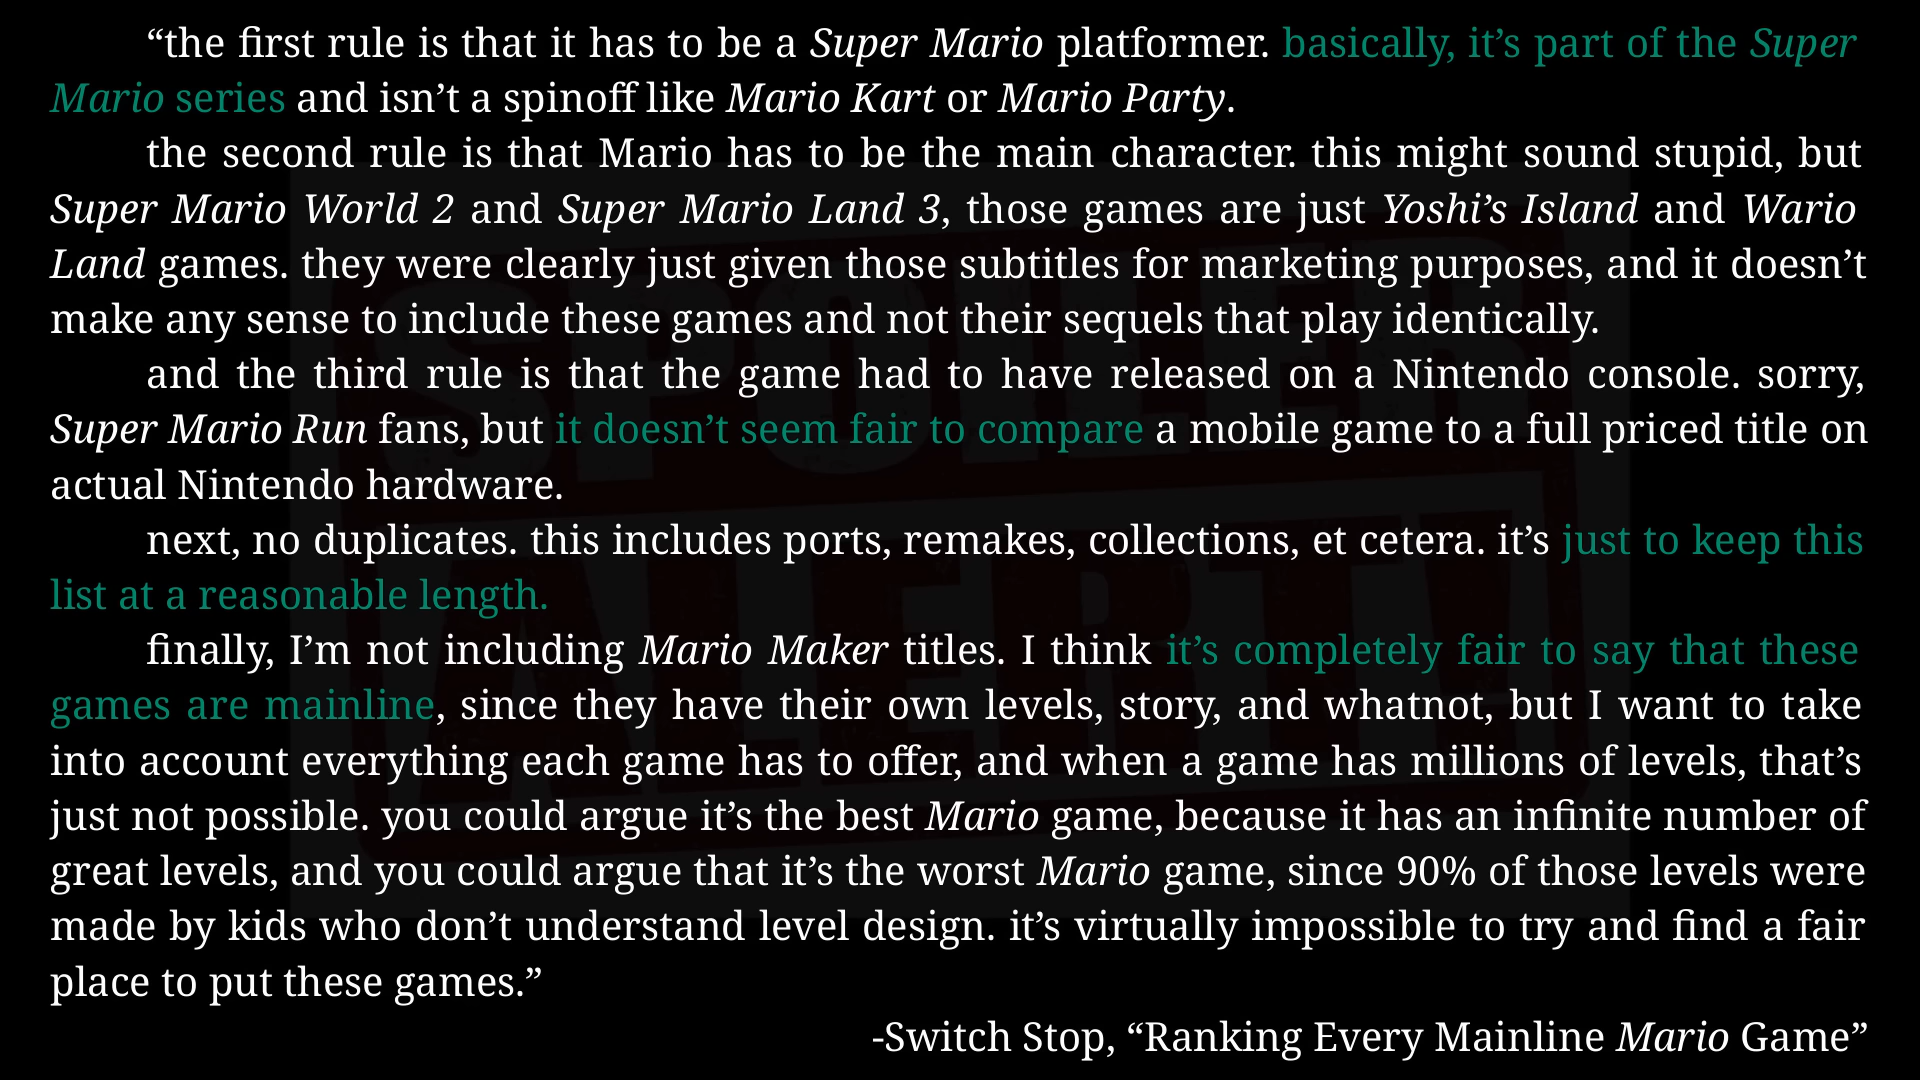 “the first rule is that it has to be a Super Mario platformer. basically, it’s part of the Super
Mario series and isn’t a spinoff like Mario Kart or Mario Party.
the second rule is that Mario has to be the main character. this might sound stupid, but
Super Mario World 2 and Super Mario Land 3, those games are just Yoshi’s Island and Wario
Land games. they were clearly just given those subtitles for marketing purposes, and it doesn’t
make any sense to include these games and not their sequels that play identically.
and the third rule is that the game had to have released on a Nintendo console. sorry,
Super Mario Run fans, but it doesn’t seem fair to compare a mobile game to a full priced title on
actual Nintendo hardware.
next, no duplicates. this includes ports, remakes, collections, et cetera. it’s just to keep this
list at a reasonable length.
finally, I’m not including Mario Maker titles. I think it’s completely fair to say that these
games are mainline, since they have their own levels, story, and whatnot, but I want to take
into account everything each game has to offer, and when a game has millions of levels, that’s
just not possible. you could argue it’s the best Mario game, because it has an infinite number of
great levels, and you could argue that it’s the worst Mario game, since 90% of those levels were
made by kids who don’t understand level design. it’s virtually impossible to try and find a fair
place to put these games.”
-Switch Stop, “Ranking Every Mainline Mario Game”
SPOILER
ALERT!